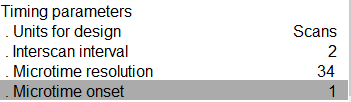 Timing parameters
. Units for design Scans
. Interscan interval 2
. Microtime resolution 34
. Microtime onset 1